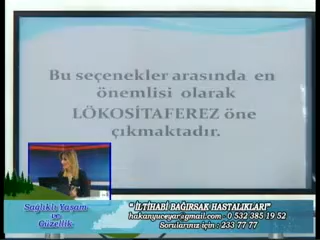 Bu seçenekler arasında en
önemlisi olarak
LÖKOSİTAFEREZ öne
çıkmaktadır.
Sağlıklı Yaşam
ve
Güzellik
" İLTİHABİ BAĞIRSAK HASTALIKLARI"
hakanyuceyar@gmail.com 0 532 385 19 52
Sorularınız için : 233 77 77